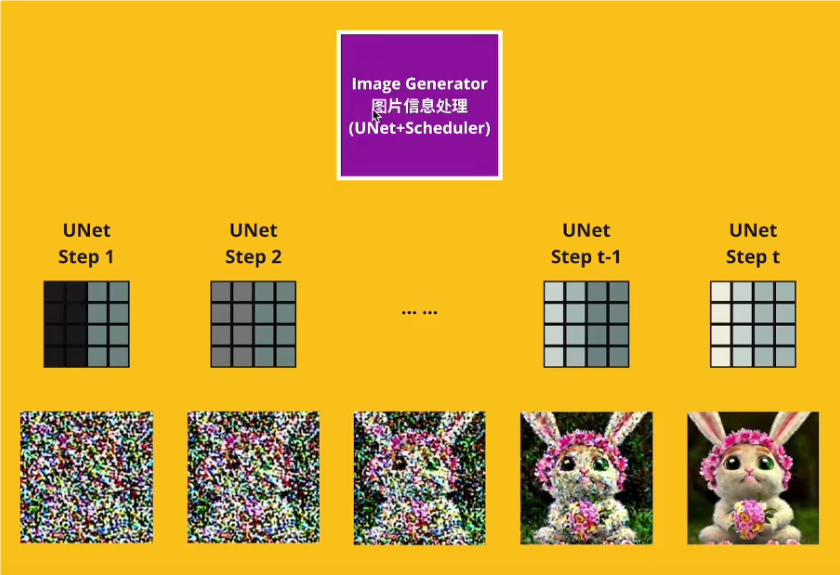 Image Generator
图片信息处理
(UNet+Scheduler)
UNet
Step 1
UNet
Step 2
... ...
UNet
Step t-1
UNet
Step t